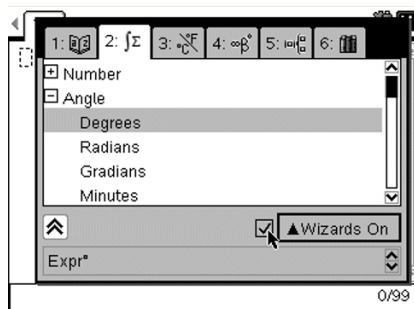 1: 2: ∫Σ 3: °C°F 4: ∞β° 5: 6:
Number
Angle
Degrees
Radians
Gradians
Minutes
▲Wizards On
Expr°
0/99